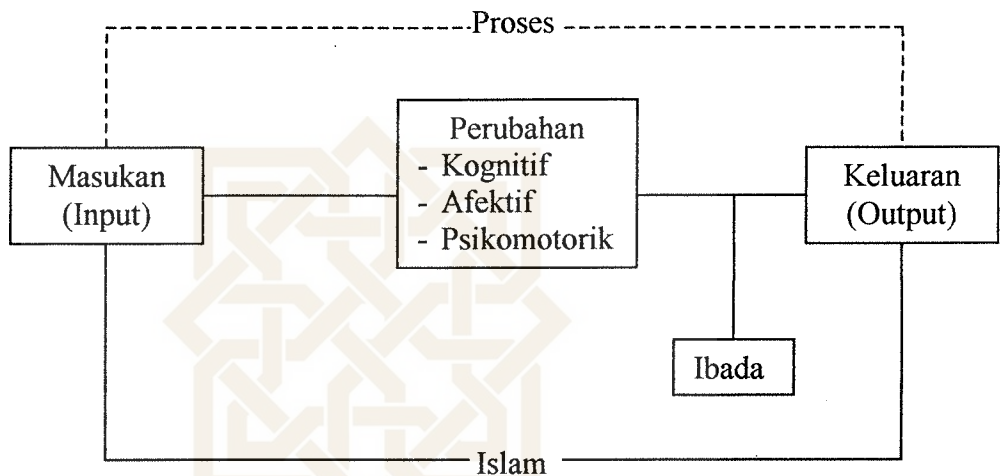 Proses
Perubahan
- Kognitif
- Afektif
- Psikomotorik
Masukan
(Input)
Keluaran
(Output)
Ibada
Islam